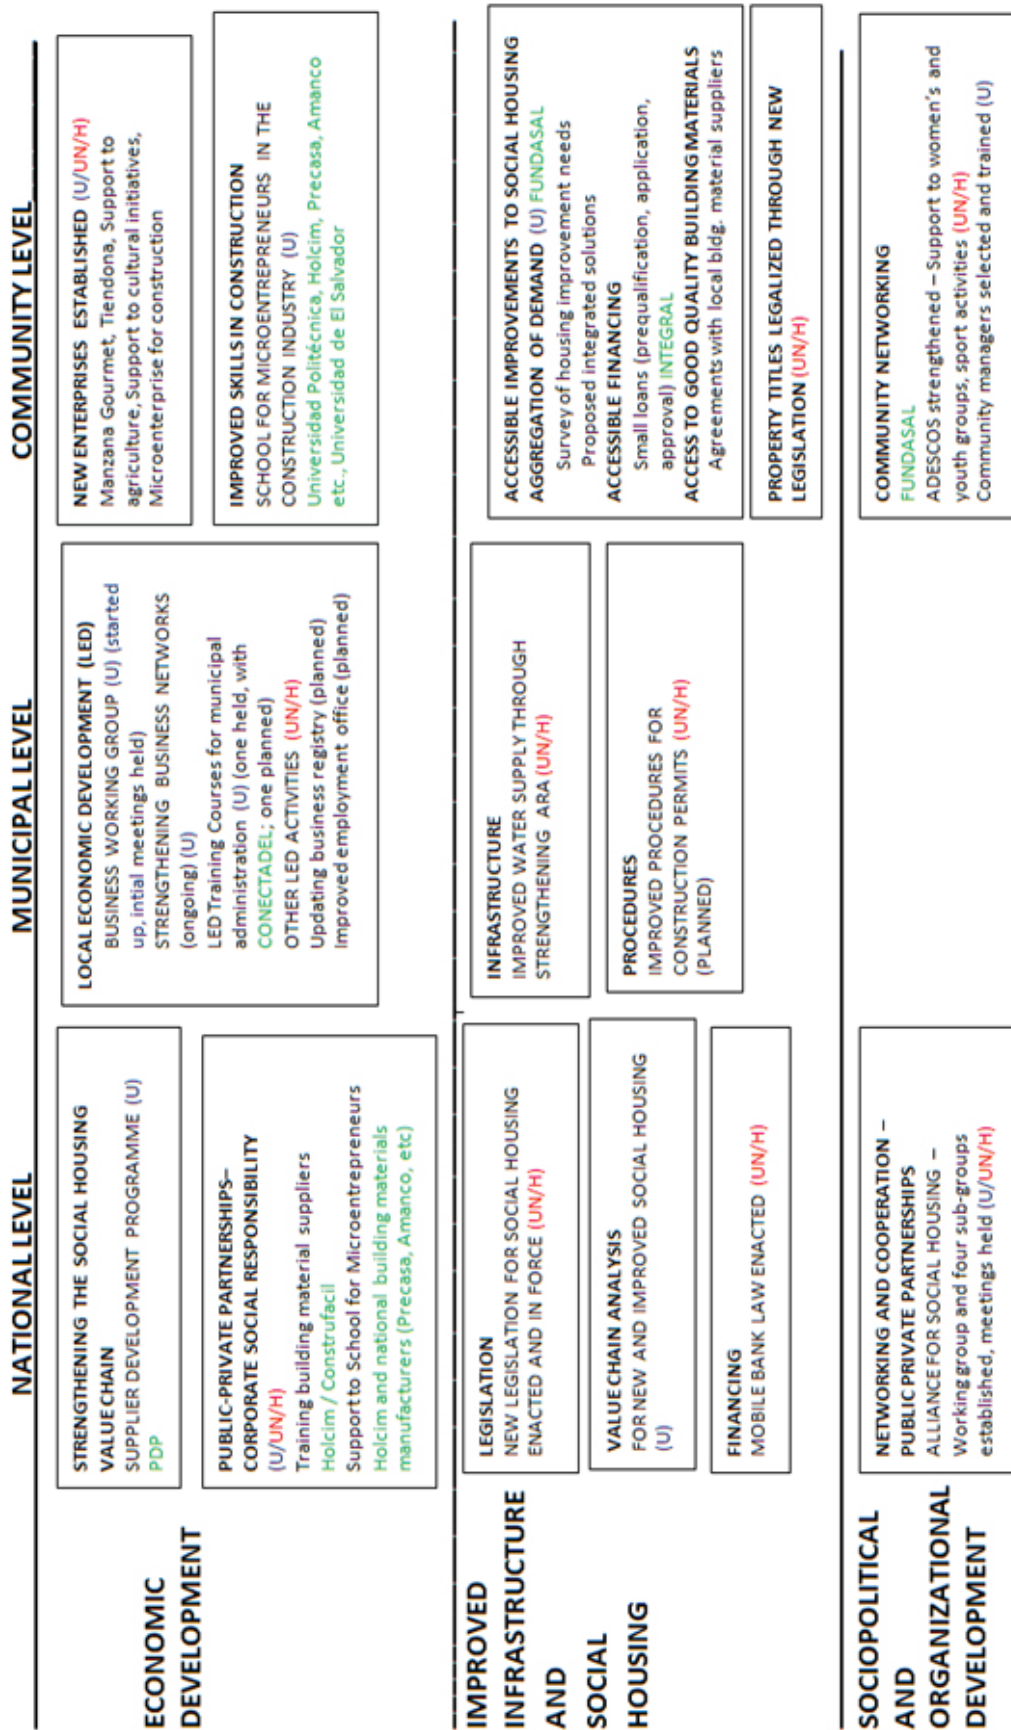 NATIONAL LEVEL
MUNICIPAL LEVEL
COMMUNITY LEVEL
ECONOMIC
DEVELOPMENT
STRENGTHENING THE SOCIAL HOUSING
VALUE CHAIN
SUPPLIER DEVELOPMENT PROGRAMME (U)
PDP
PUBLIC-PRIVATE PARTNERSHIPS–
CORPORATE SOCIAL RESPONSIBILITY
(U/UN/H)
Training building material suppliers
Holcim / Construfacil
Support to School for Microentrepreneurs
Holcim and national building materials
manufacturers (Precasa, Amanco, etc)
LOCAL ECONOMIC DEVELOPMENT (LED)
BUSINESS WORKING GROUP (U) (started
up, intial meetings held)
STRENGTHENING BUSINESS NETWORKS
(ongoing) (U)
LED Training Courses for municipal
administration (U) (one held, with
CONECTADEL; one planned)
OTHER LED ACTIVITIES (UN/H)
Updating business registry (planned)
Improved employment office (planned)
NEW ENTERPRISES ESTABLISHED (U/UN/H)
Manzana Gourmet, Tiendona, Support to
agriculture, Support to cultural initiatives,
Microenterprise for construction
IMPROVED SKILLS IN CONSTRUCTION
SCHOOL FOR MICROENTREPRENEURS IN THE
CONSTRUCTION INDUSTRY (U)
Universidad Politécnica, Holcim, Precasa, Amanco
etc., Universidad de El Salvador
IMPROVED
INFRASTRUCTURE
AND
SOCIAL
HOUSING
LEGISLATION
NEW LEGISLATION FOR SOCIAL HOUSING
ENACTED AND IN FORCE (UN/H)
VALUE CHAIN ANALYSIS
FOR NEW AND IMPROVED SOCIAL HOUSING
(U)
FINANCING
MOBILE BANK LAW ENACTED (UN/H)
INFRASTRUCTURE
IMPROVED WATER SUPPLY THROUGH
STRENGTHENING ARA (UN/H)
PROCEDURES
IMPROVED PROCEDURES FOR
CONSTRUCTION PERMITS (UN/H)
(PLANNED)
ACCESSIBLE IMPROVEMENTS TO SOCIAL HOUSING
AGGREGATION OF DEMAND (U) FUNDASAL
Survey of housing improvement needs
Proposed integrated solutions
ACCESSIBLE FINANCING
Small loans (prequalification, application,
approval) INTEGRAL
ACCESS TO GOOD QUALITY BUILDING MATERIALS
Agreements with local bldg. material suppliers
PROPERTY TITLES LEGALIZED THROUGH NEW
LEGISLATION (UN/H)
SOCIOPOLITICAL
AND
ORGANIZATIONAL
DEVELOPMENT
NETWORKING AND COOPERATION –
PUBLIC PRIVATE PARTNERSHIPS
ALLIANCE FOR SOCIAL HOUSING –
Working group and four sub-groups
established, meetings held (U/UN/H)
COMMUNITY NETWORKING
FUNDASAL
ADESCOS strengthened – Support to women's and
youth groups, sport activities (UN/H)
Community managers selected and trained (U)